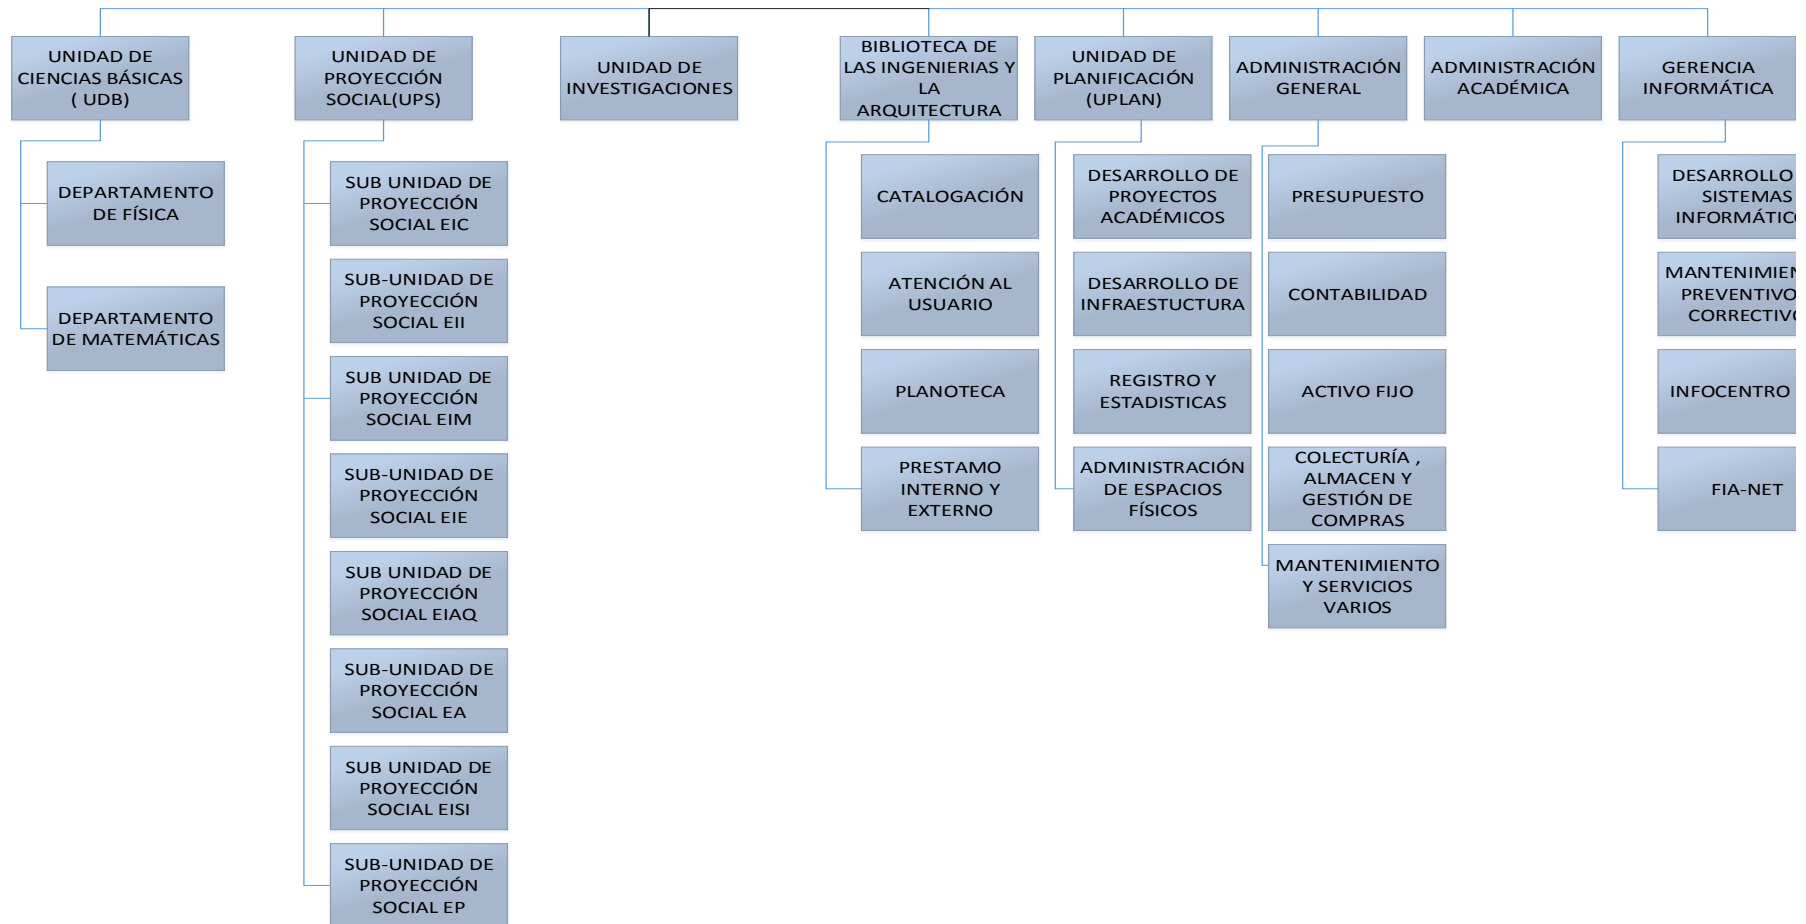 UNIDAD DE
CIENCIAS BÁSICAS
( UDB)
DEPARTAMENTO
DE FÍSICA
DEPARTAMENTO
DE MATEMÁTICAS
UNIDAD DE
PROYECCIÓN
SOCIAL(UPS)
SUB UNIDAD DE
PROYECCIÓN
SOCIAL EIC
SUB-UNIDAD DE
PROYECCIÓN
SOCIAL EII
SUB UNIDAD DE
PROYECCIÓN
SOCIAL EIM
SUB-UNIDAD DE
PROYECCIÓN
SOCIAL EIE
SUB UNIDAD DE
PROYECCIÓN
SOCIAL EIAQ
SUB-UNIDAD DE
PROYECCIÓN
SOCIAL EA
SUB UNIDAD DE
PROYECCIÓN
SOCIAL EISI
SUB-UNIDAD DE
PROYECCIÓN
SOCIAL EP
UNIDAD DE
INVESTIGACIONES
BIBLIOTECA DE
LAS INGENIERIAS Y
LA
ARQUITECTURA
CATALOGACIÓN
ATENCIÓN AL
USUARIO
PLANOTECA
PRESTAMO
INTERNO Y
EXTERNO
UNIDAD DE
PLANIFICACIÓN
(UPLAN)
DESARROLLO DE
PROYECTOS
ACADÉMICOS
DESARROLLO DE
INFRAESTUCTURA
REGISTRO Y
ESTADISTICAS
ADMINISTRACIÓN
DE ESPACIOS
FÍSICOS
ADMINISTRACIÓN
GENERAL
PRESUPUESTO
CONTABILIDAD
ACTIVO FIJO
COLECTURÍA ,
ALMACEN Y
GESTIÓN DE
COMPRAS
MANTENIMIENTO
Y SERVICIOS
VARIOS
ADMINISTRACIÓN
ACADÉMICA
GERENCIA
INFORMÁTICA
DESARROLLO
SISTEMAS
INFORMÁTICO
MANTENIMIEN
PREVENTIVO
CORRECTIVO
INFOCENTRO
FIA-NET